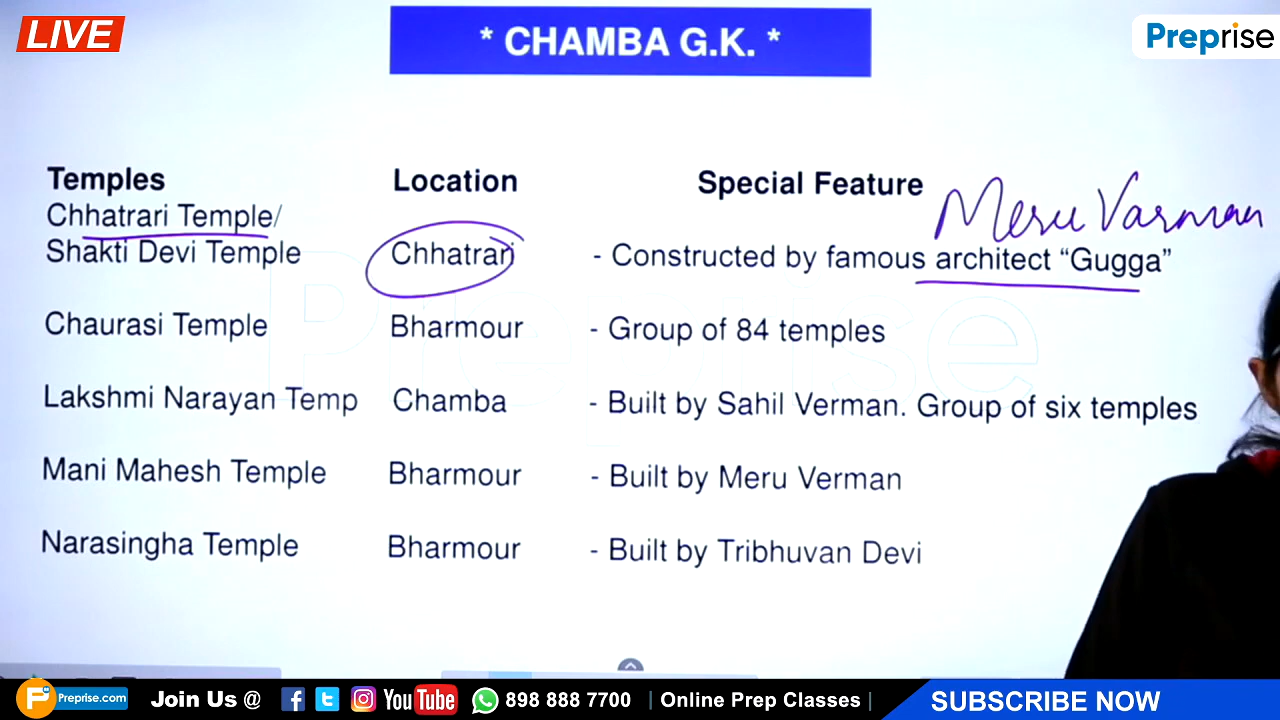 LIVE
* CHAMBA G.K. *
Preprise
Temples Location Special Feature
Meru Varman
Chhatrari Temple/
Shakti Devi Temple Chhatrari - Constructed by famous architect “Gugga”
Chaurasi Temple Bharmour - Group of 84 temples
Lakshmi Narayan Temp Chamba - Built by Sahil Verman. Group of six temples
Mani Mahesh Temple Bharmour - Built by Meru Verman
Narasingha Temple Bharmour - Built by Tribhuvan Devi
Preprise
Preprise.com Join Us @ YouTube 898 888 7700 | Online Prep Classes | SUBSCRIBE NOW